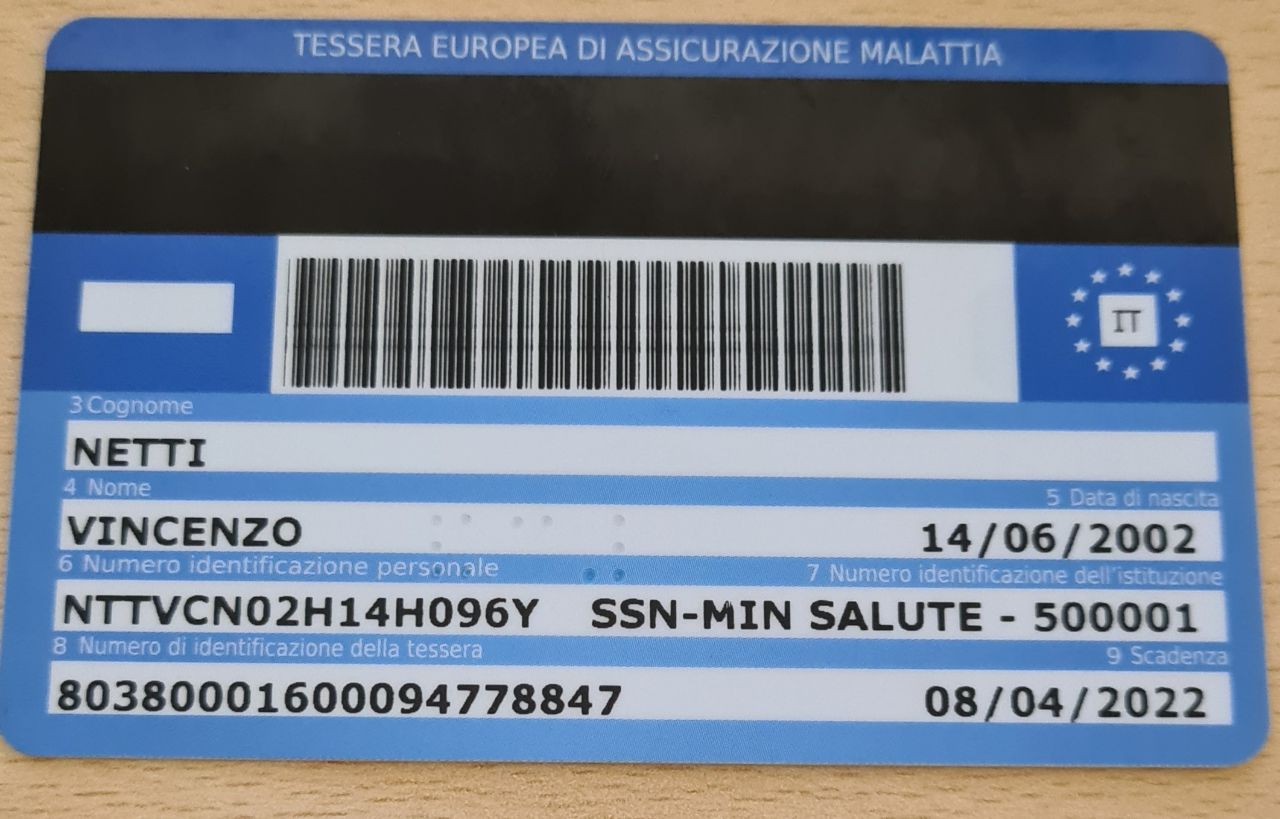 TESSERA EUROPEA DI ASSICURAZIONE MALATTIA
IT
3 Cognome
NETTI
4 Nome 5 Data di nascita
VINCENZO 14/06/2002
6 Numero identificazione personale 7 Numero identificazione dell'istituzione
NTTVCN02H14H096Y SSN-MIN SALUTE - 500001
8 Numero di identificazione della tessera 9 Scadenza
80380001600094778847 08/04/2022